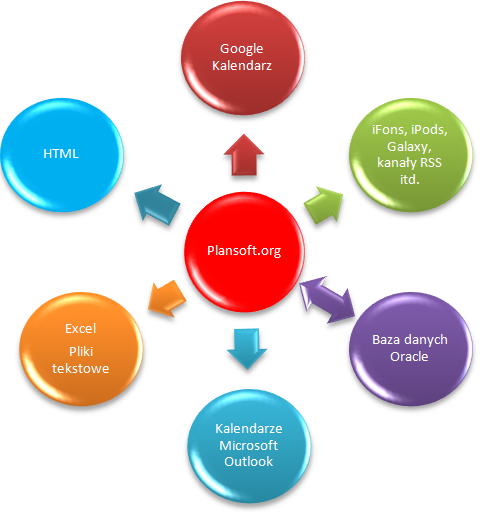 Google
Kalendarz
HTML
iFons, iPods,
Galaxy,
kanały RSS
itd.
Plansoft.org
Excel
Pliki
tekstowe
Baza danych
Oracle
Kalendarze
Microsoft
Outlook